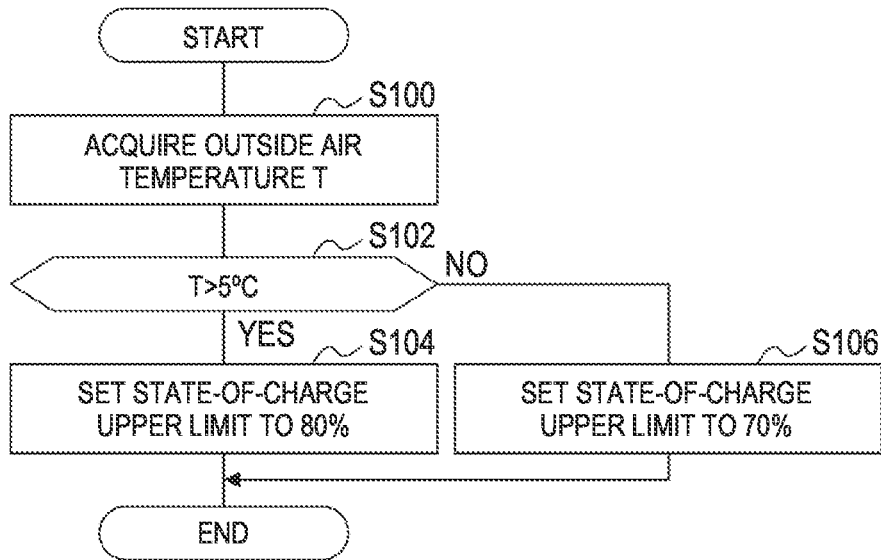 START
S100
ACQUIRE OUTSIDE AIR
TEMPERATURE T
S102
T>5ºC
NO
YES
S104
SET STATE-OF-CHARGE
UPPER LIMIT TO 80%
S106
SET STATE-OF-CHARGE
UPPER LIMIT TO 70%
END